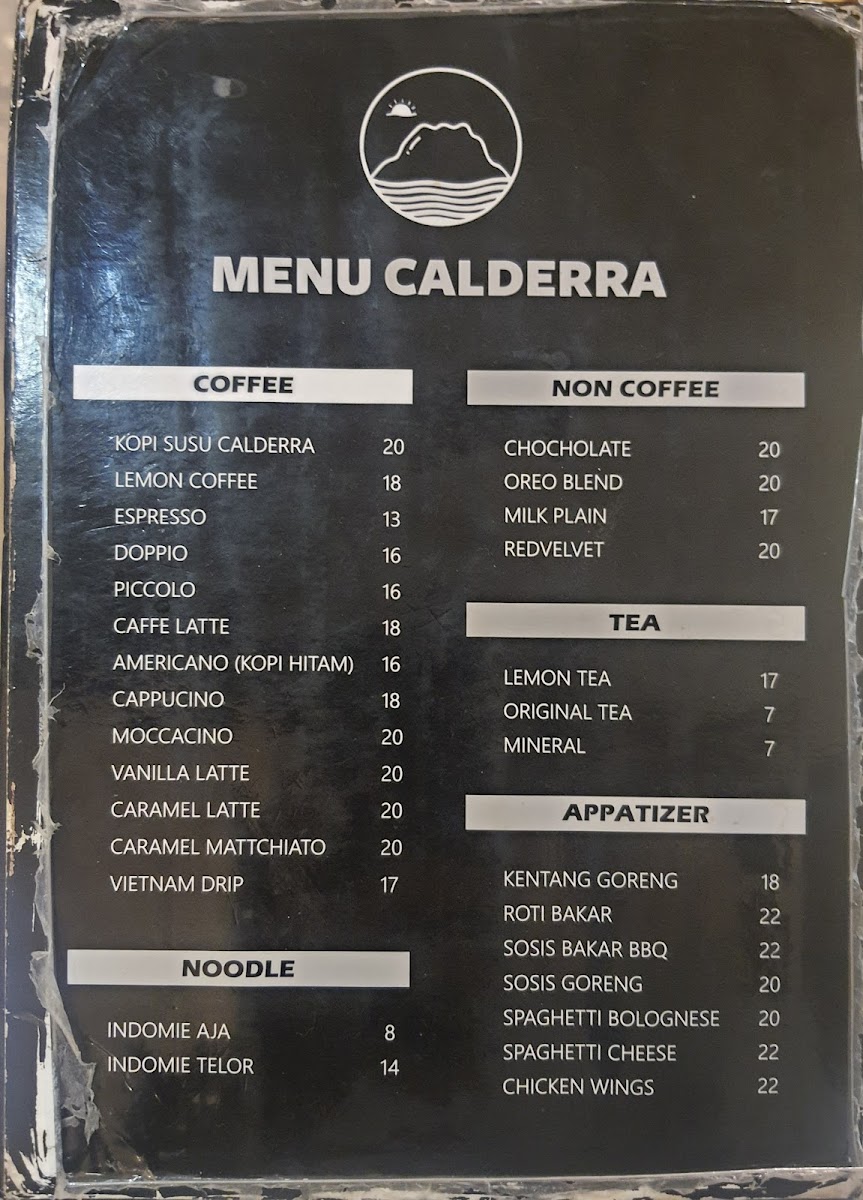 MENU CALDERRA
COFFEE
KOPI SUSU CALDERRA 20
LEMON COFFEE 18
ESPRESSO 13
DOPPIO 16
PICCOLO 16
CAFFE LATTE 18
AMERICANO (KOPI HITAM) 16
CAPPUCINO 18
MOCCACINO 20
VANILLA LATTE 20
CARAMEL LATTE 20
CARAMEL MATTCHIATO 20
VIETNAM DRIP 17
NOODLE
INDOMIE AJA 8
INDOMIE TELOR 14
NON COFFEE
CHOCHOLATE 20
OREO BLEND 20
MILK PLAIN 17
REDVELVET 20
TEA
LEMON TEA 17
ORIGINAL TEA 7
MINERAL 7
APPATIZER
KENTANG GORENG 18
ROTI BAKAR 22
SOSIS BAKAR BBQ 22
SOSIS GORENG 20
SPAGHETTI BOLOGNESE 20
SPAGHETTI CHEESE 22
CHICKEN WINGS 22